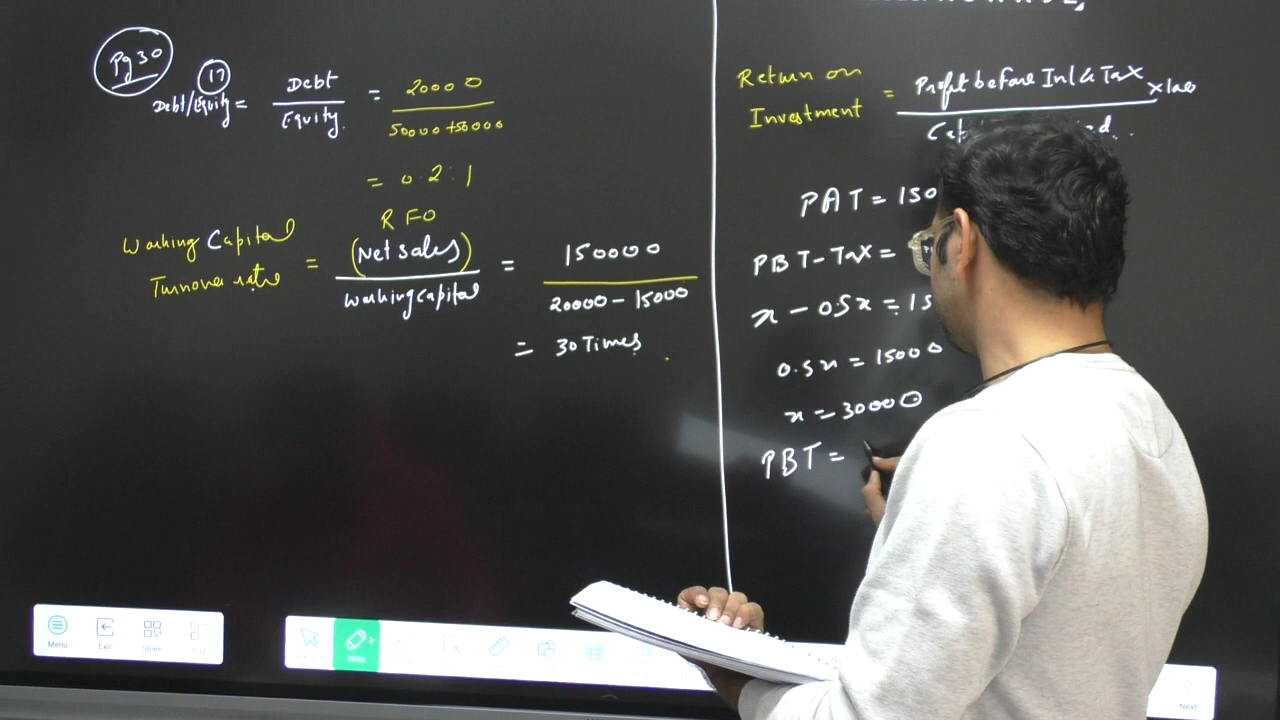 Pg 30
17
Debt/Equity = Debt / Equity = 20000 / 50000 + 50000
= 0.2 : 1
RFO
Working Capital Turnover ratio = (Net sales) / Working Capital = 150000 / 20000 - 15000
= 30 Times
Return on Investment = Profit before Int & Tax / × 100
PAT = 150
PBT - Tax =
x - 0.5x = 15
0.5x = 15000
x = 30000
PBT =
Menu
Exit
Share
Next